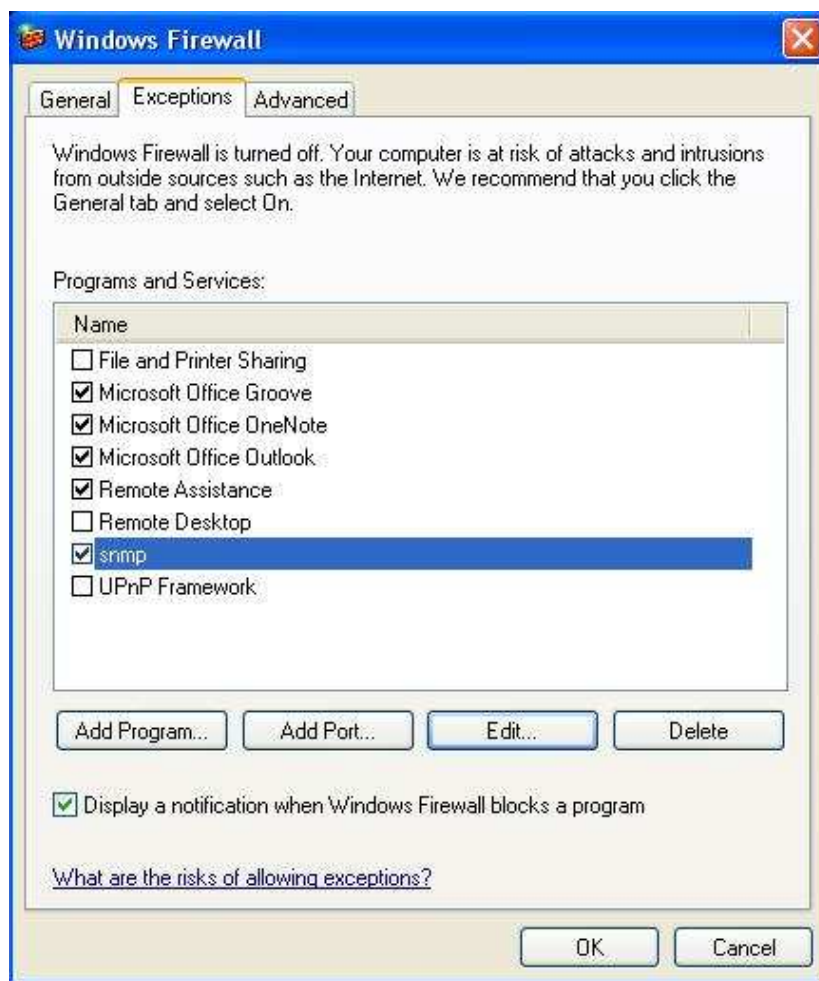 Windows Firewall
General Exceptions Advanced
Windows Firewall is turned off. Your computer is at risk of attacks and intrusions
from outside sources such as the Internet. We recommend that you click the
General tab and select On.
Programs and Services:
Name
File and Printer Sharing
Microsoft Office Groove
Microsoft Office OneNote
Microsoft Office Outlook
Remote Assistance
Remote Desktop
snmp
UPnP Framework
Add Program... Add Port... Edit... Delete
Display a notification when Windows Firewall blocks a program
What are the risks of allowing exceptions?
OK Cancel